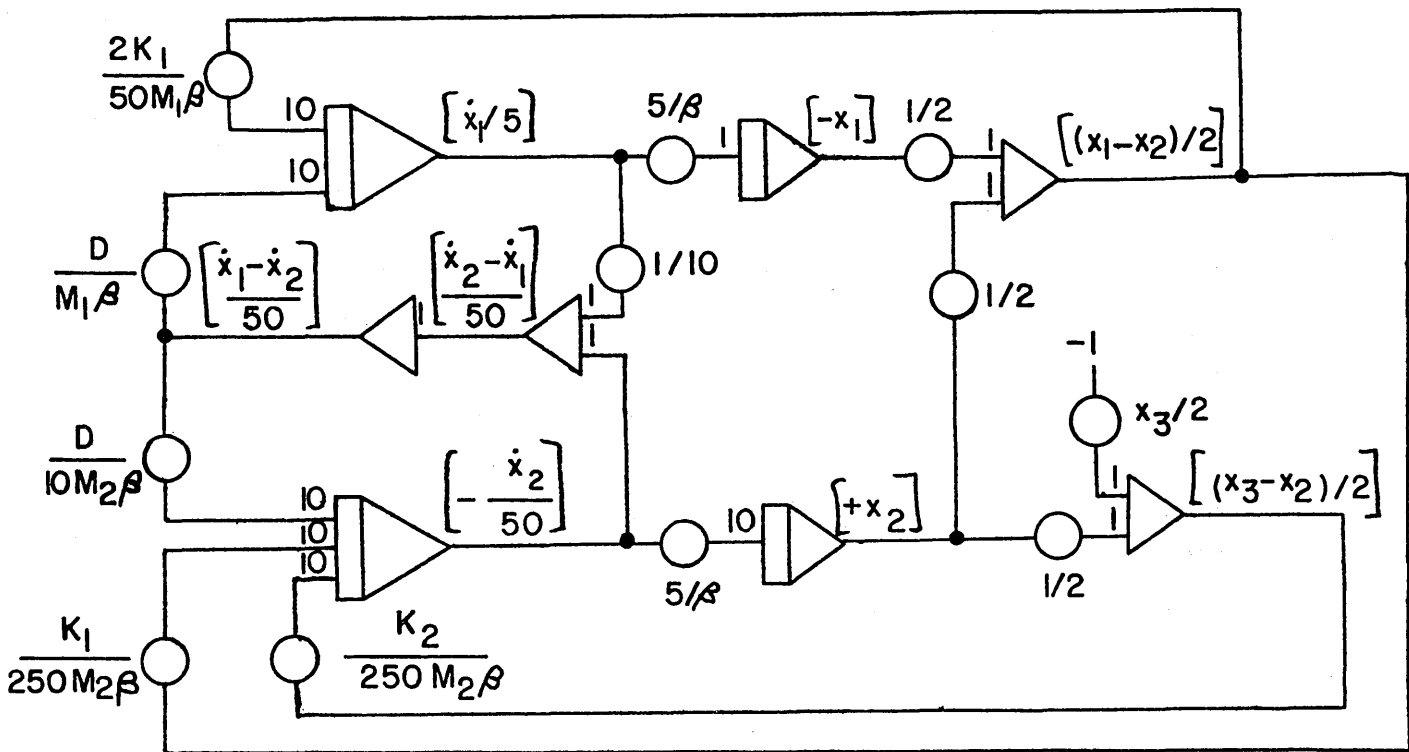 2K₁
50M₁β
10
10
[ẋ₁/5]
5/β
1
[-x₁]
1/2
1
1
[(x₁-x₂)/2]
D
M₁β
[ẋ₁-ẋ₂
50]
1
[ẋ₂-ẋ₁
50]
1
1
1/10
1/2
-1
x₃/2
D
10M₂β
10
10
10
[-ẋ₂
50]
5/β
10
[+x₂]
1/2
1
1
[(x₃-x₂)/2]
K₁
250M₂β
K₂
250M₂β